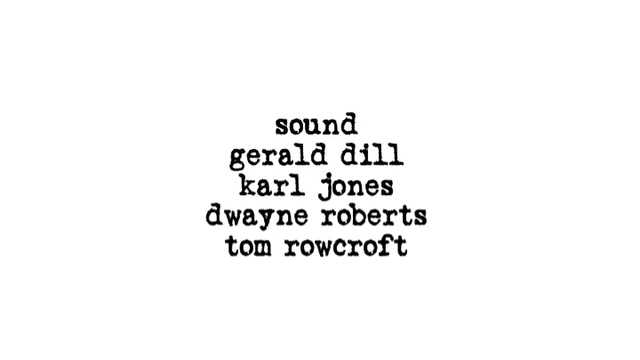 sound
gerald dill
karl jones
dwayne roberts
tom rowcroft